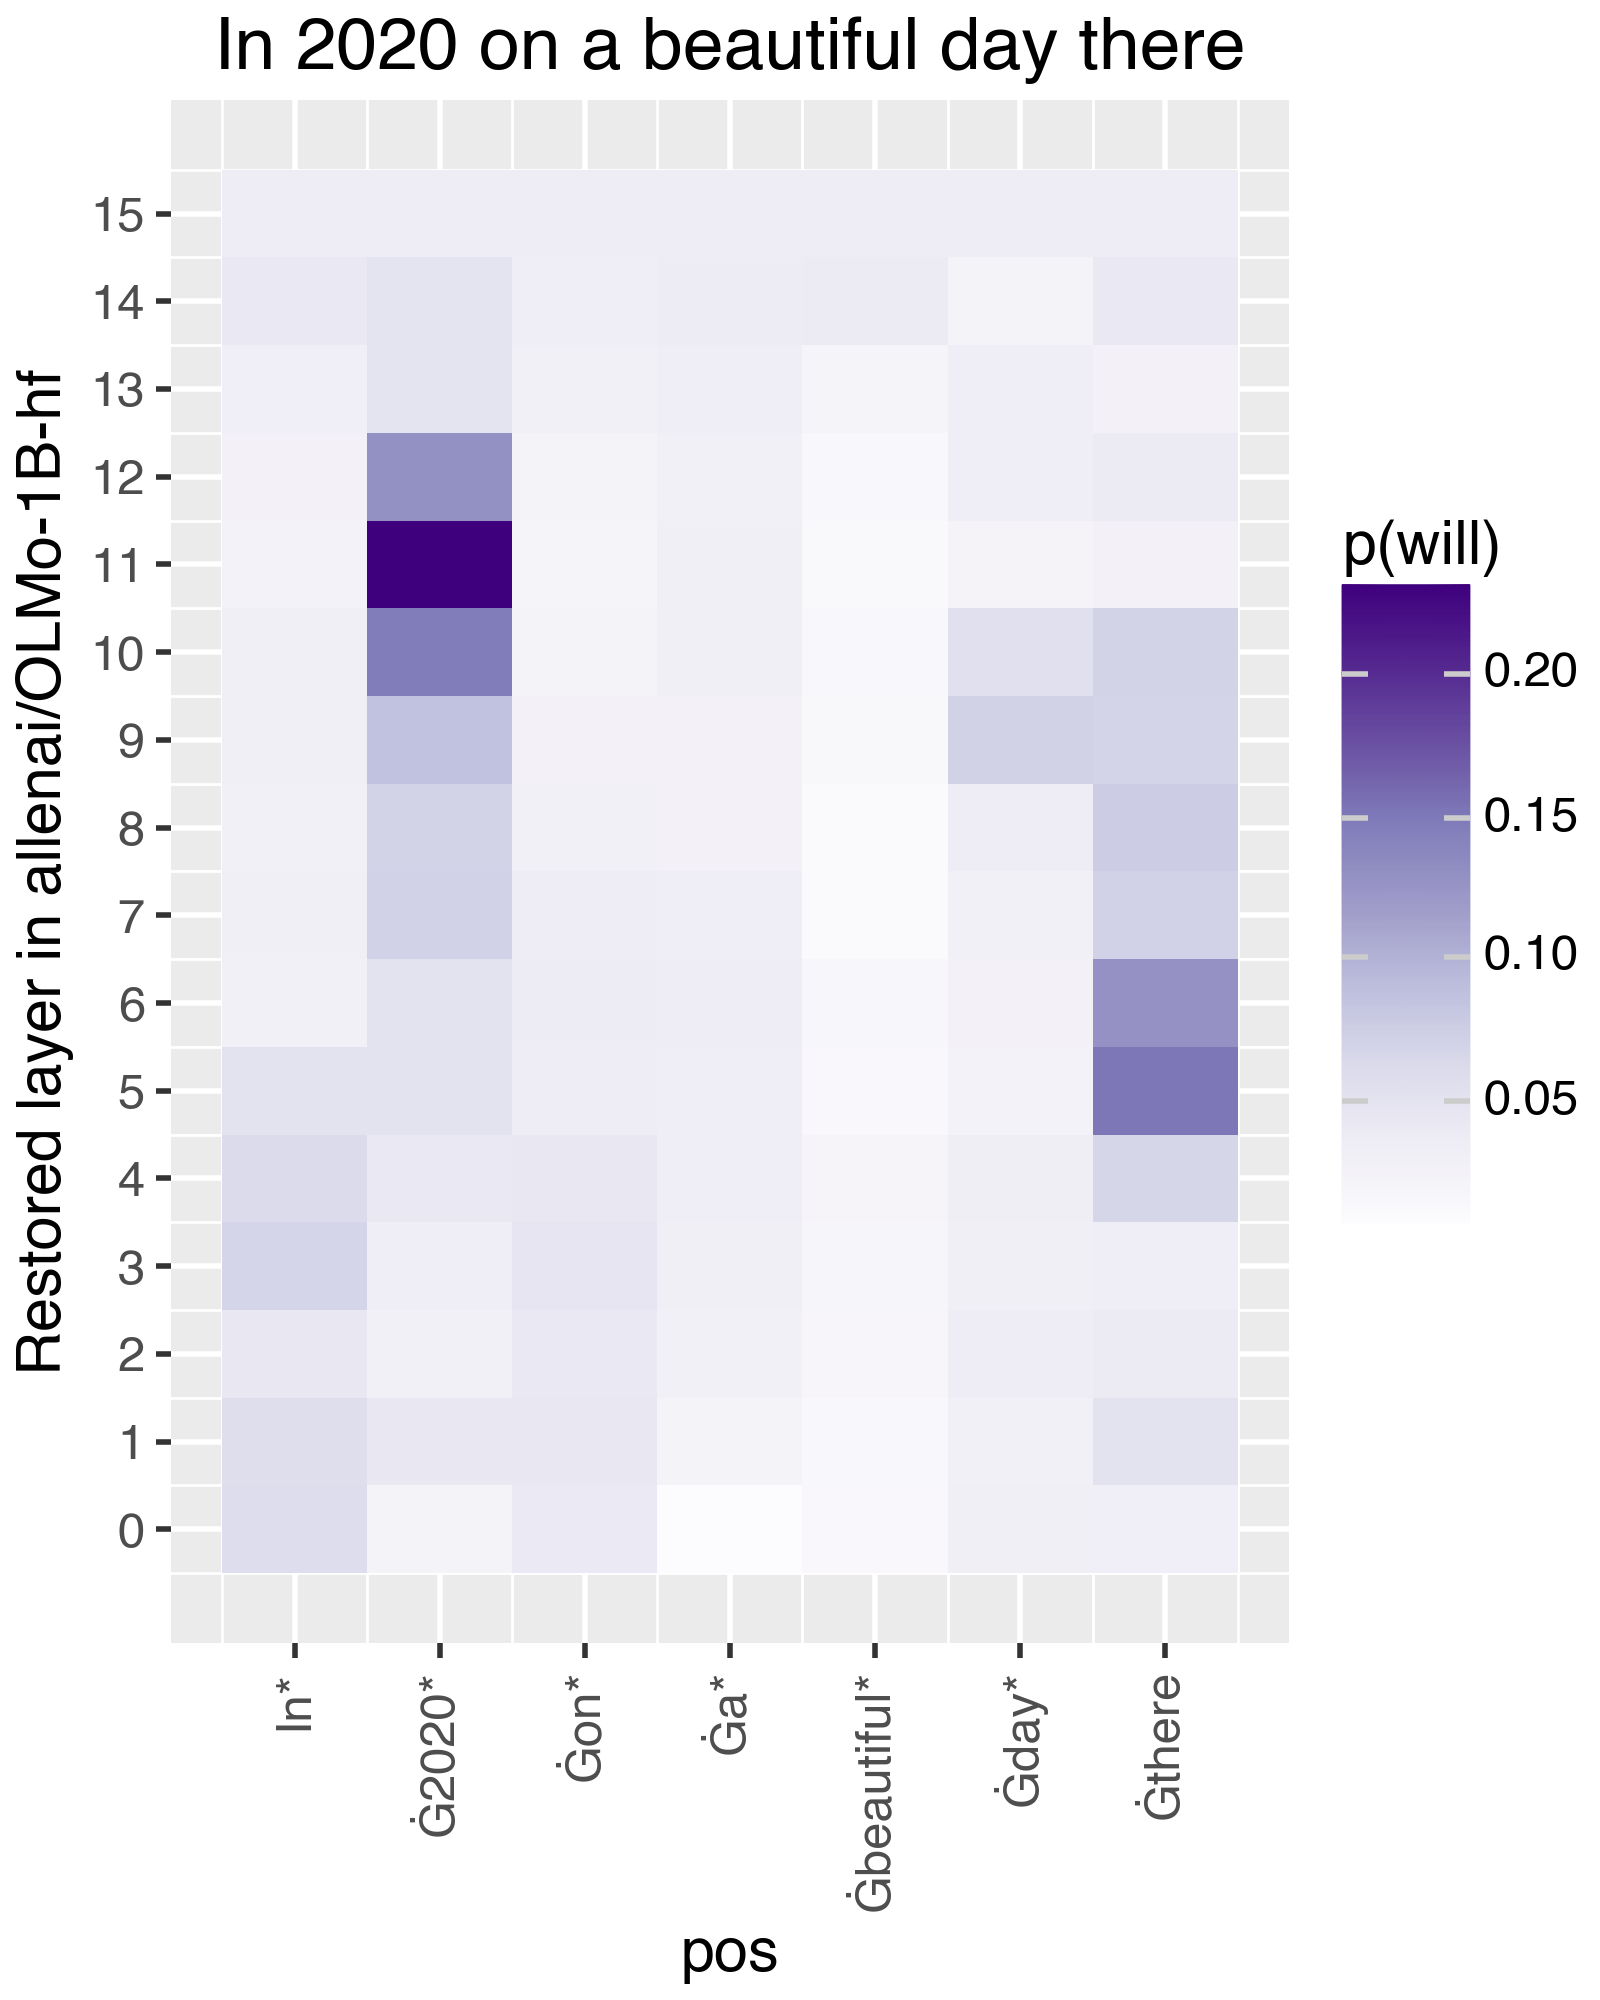 In 2020 on a beautiful day there
Restored layer in allenai/OLMo-1B-hf
15
14
13
12
11
10
9
8
7
6
5
4
3
2
1
0
In*
Ġ2020*
Ġon*
Ġa*
Ġbeautiful*
Ġday*
Ġthere
pos
p(will)
0.20
0.15
0.10
0.05